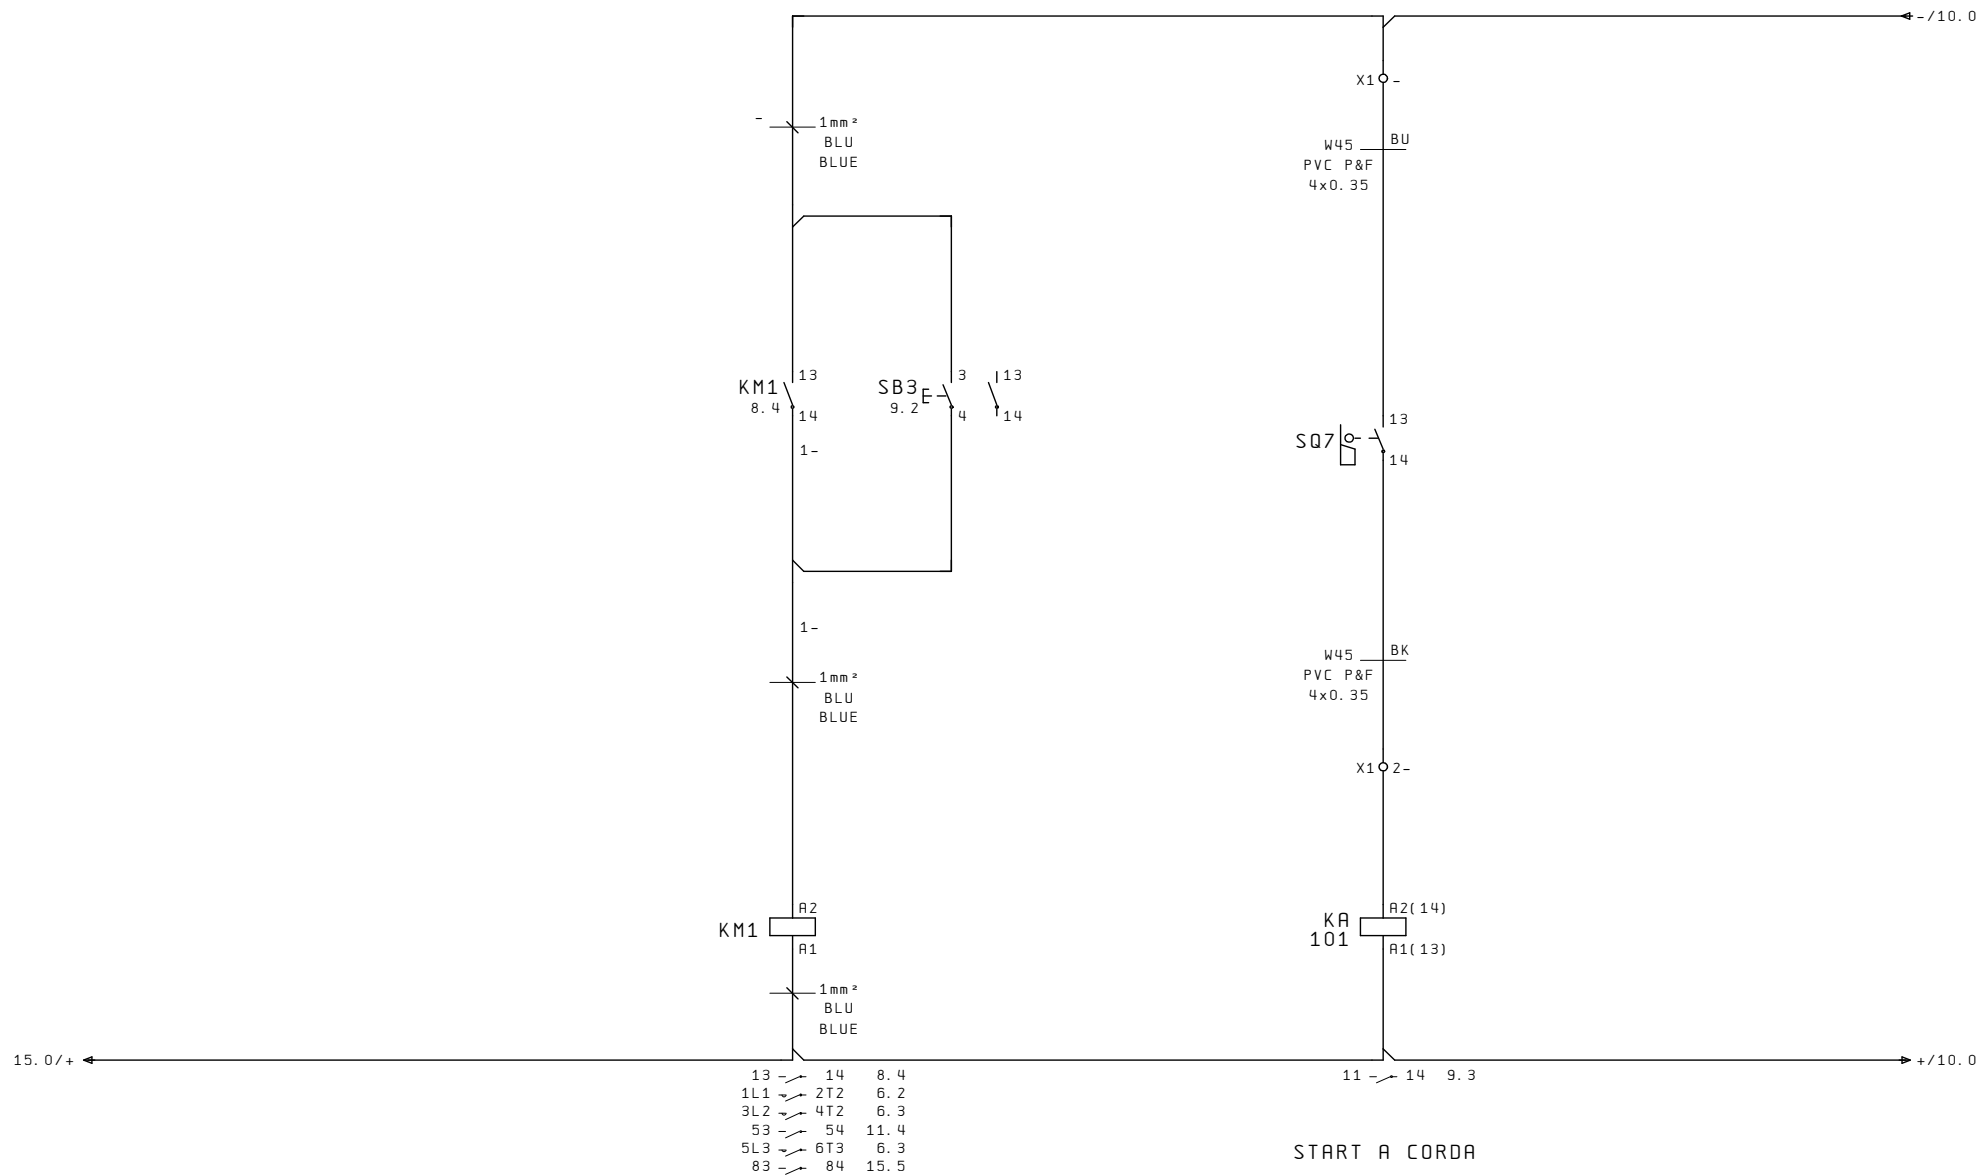 -/10.0
X1 -
- 1mm²
BLU
BLUE
W45 BU
PVC P&F
4x0.35
KM1 13
8.4 14
1-
SB3 3
9.2 4
13
14
SQ7 13
14
1-
1mm²
BLU
BLUE
W45 BK
PVC P&F
4x0.35
X1 2-
A2
KM1
A1
KA A2(14)
101 A1(13)
1mm²
BLU
BLUE
15.0/+
+/10.0
13 14 8.4
1L1 2T2 6.2
3L2 4T2 6.3
53 54 11.4
5L3 6T3 6.3
83 84 15.5
11 14 9.3
START A CORDA